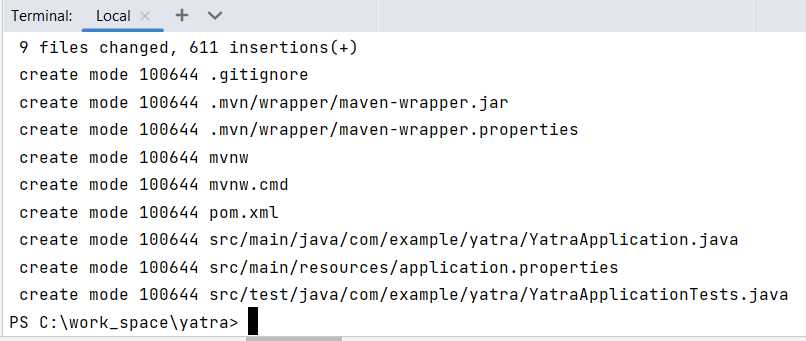 Terminal: Local
9 files changed, 611 insertions(+)
create mode 100644 .gitignore
create mode 100644 .mvn/wrapper/maven-wrapper.jar
create mode 100644 .mvn/wrapper/maven-wrapper.properties
create mode 100644 mvnw
create mode 100644 mvnw.cmd
create mode 100644 pom.xml
create mode 100644 src/main/java/com/example/yatra/YatraApplication.java
create mode 100644 src/main/resources/application.properties
create mode 100644 src/test/java/com/example/yatra/YatraApplicationTests.java
PS C:\work_space\yatra>